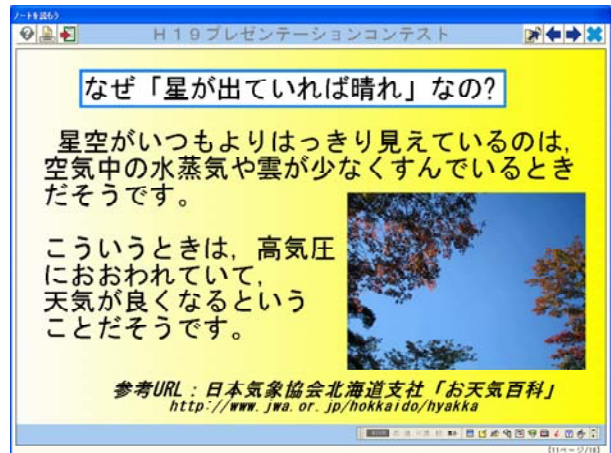 ノートを読もう
H19プレゼンテーションコンテスト
なぜ「星が出ていれば晴れ」なの?
星空がいつもよりはっきり見えているのは,
空気中の水蒸気や雲が少なくすんでいるとき
だそうです。
こういうときは,高気圧
におおわれていて,
天気が良くなるという
ことだそうです。
参考URL:日本気象協会北海道支社「お天気百科」
http://www.jwa.or.jp/hokkaido/hyakka
[11ページ/18]